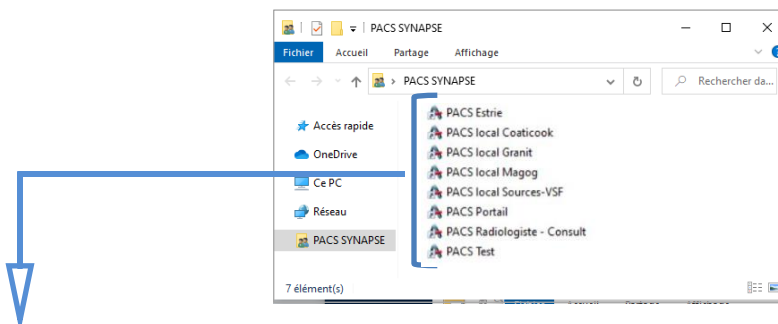 PACS SYNAPSE
Fichier Accueil Partage Affichage
PACS SYNAPSE Rechercher da...
Accès rapide
OneDrive
Ce PC
Réseau
PACS SYNAPSE
PACS Estrie
PACS local Coaticook
PACS local Granit
PACS local Magog
PACS local Sources-VSF
PACS Portail
PACS Radiologiste - Consult
PACS Test
7 élément(s)